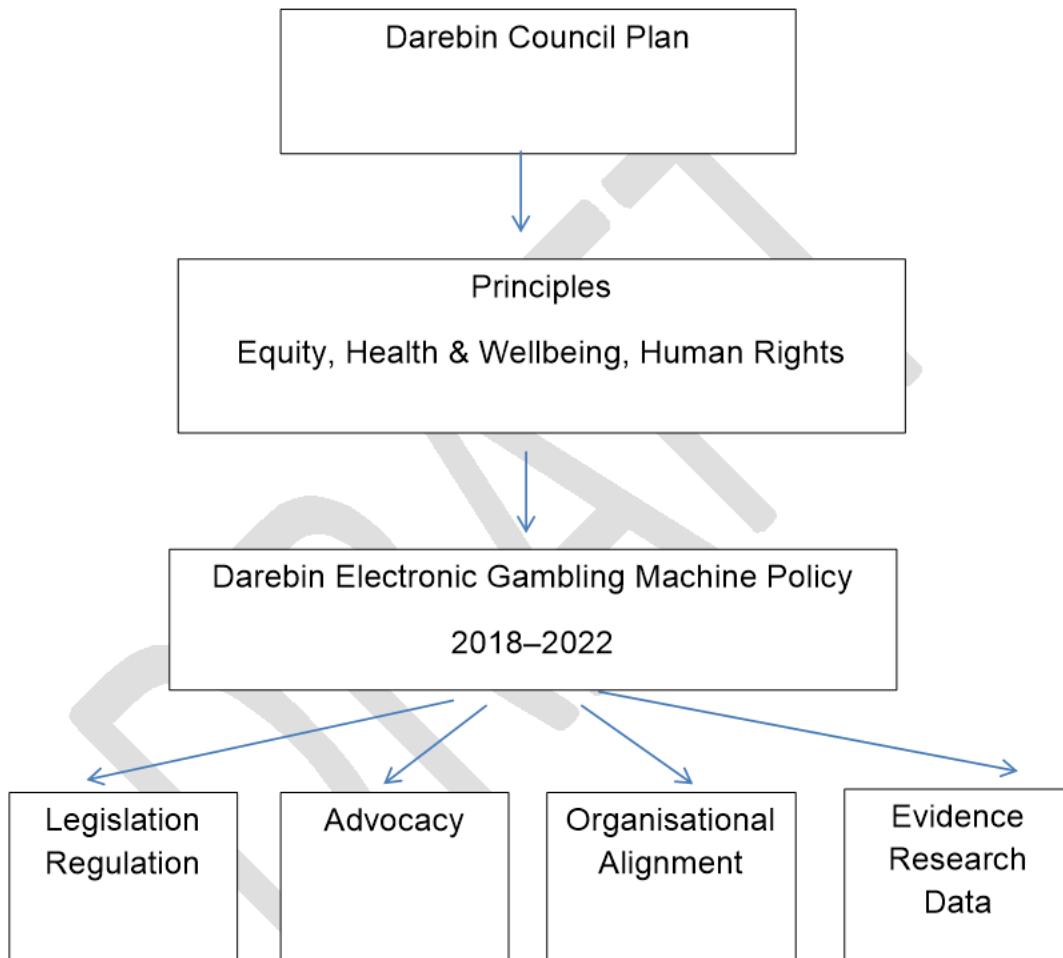 Darebin Council Plan
Principles
Equity, Health & Wellbeing, Human Rights
Darebin Electronic Gambling Machine Policy
2018–2022
Legislation
Regulation
Advocacy
Organisational
Alignment
Evidence
Research
Data
DRAFT